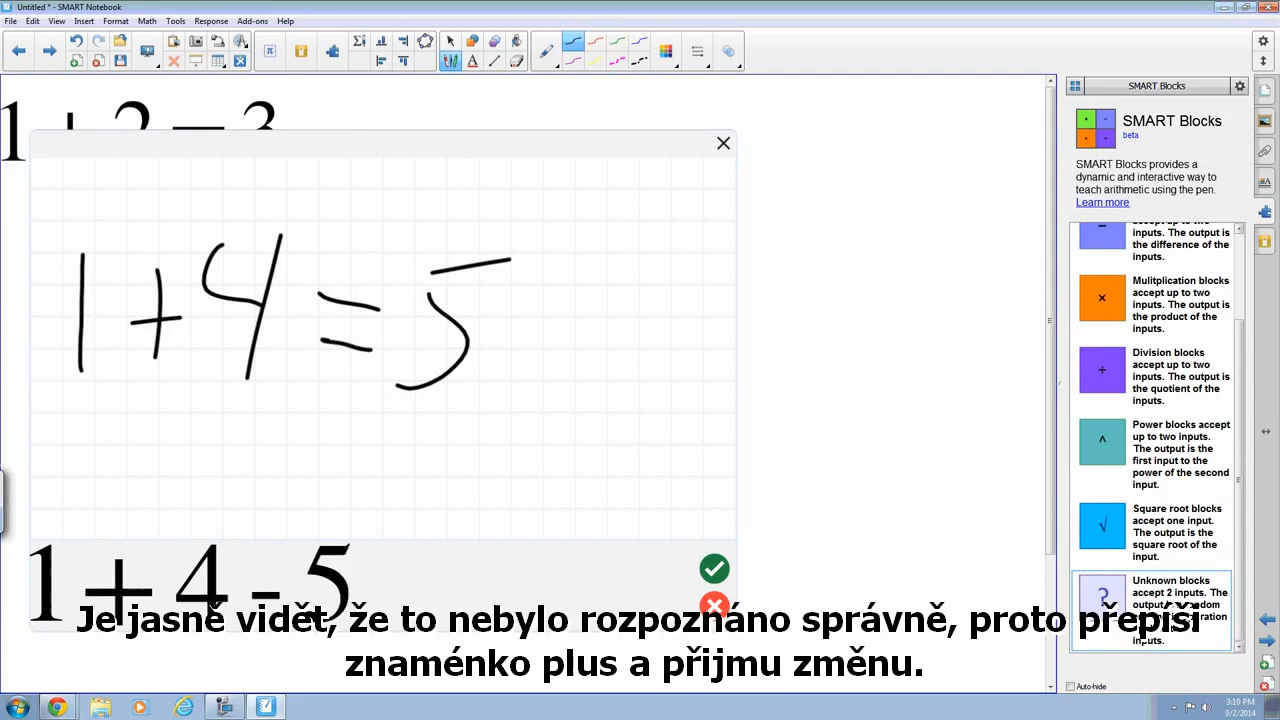 Untitled * - SMART Notebook
File Edit View Insert Format Math Tools Response Add-ons Help
1 + 2 = 3
1 + 4 = 5
1 + 4 - 5
Je jasně vidět, že to nebylo rozpoznáno správně, proto přepíši
znaménko plus a přijmu změnu.
SMART Blocks
SMART Blocks
beta
SMART Blocks provides a
dynamic and interactive way to
teach arithmetic using the pen.
Learn more
inputs. The output is
the difference of the
inputs.
Mulitplication blocks
accept up to two
inputs. The output is
the product of the
inputs.
Division blocks
accept up to two
inputs. The output is
the quotient of the
inputs.
Power blocks accept
up to two inputs.
The output is the
first input to the
power of the second
input.
Square root blocks
accept one input.
The output is the
square root of the
input.
Unknown blocks
accept 2 inputs. The
inputs.
Auto-hide
3:10 PM
9/2/2014